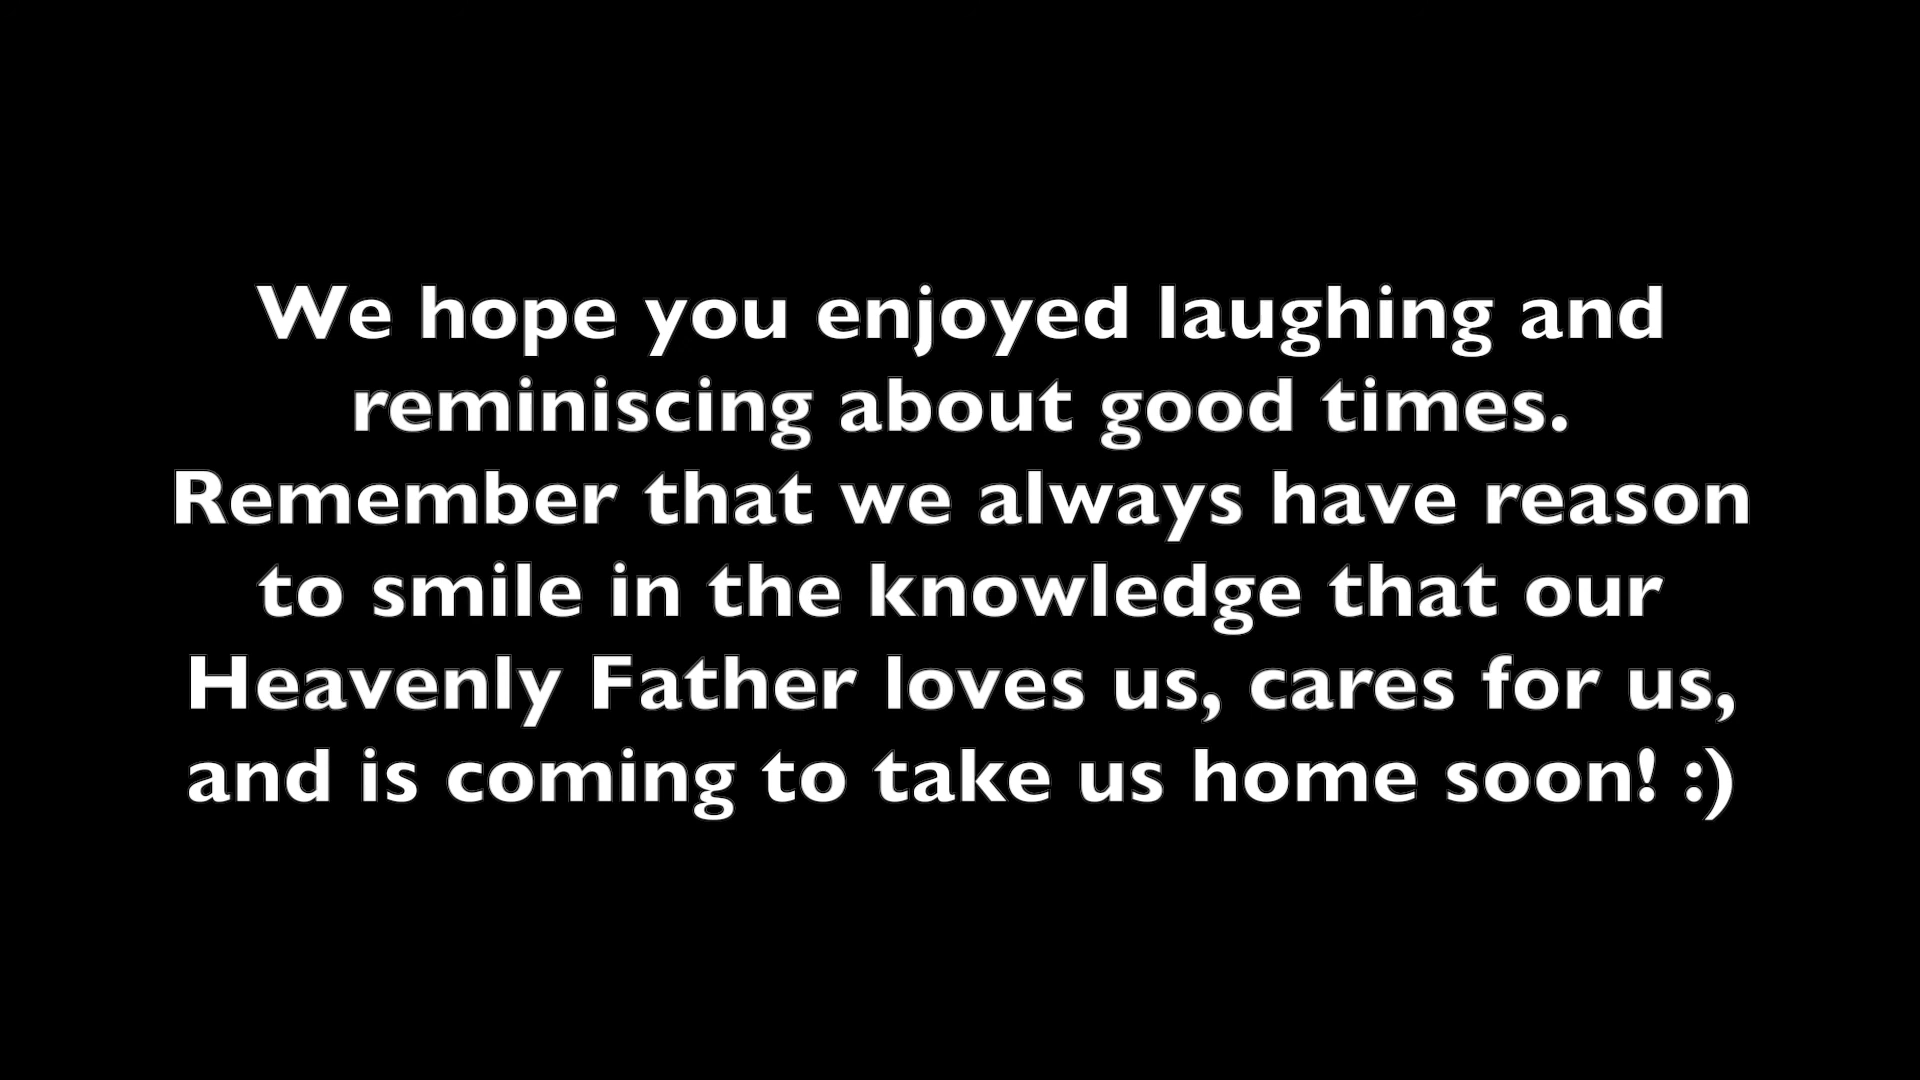 We hope you enjoyed laughing and
reminiscing about good times.
Remember that we always have reason
to smile in the knowledge that our
Heavenly Father loves us, cares for us,
and is coming to take us home soon! :)